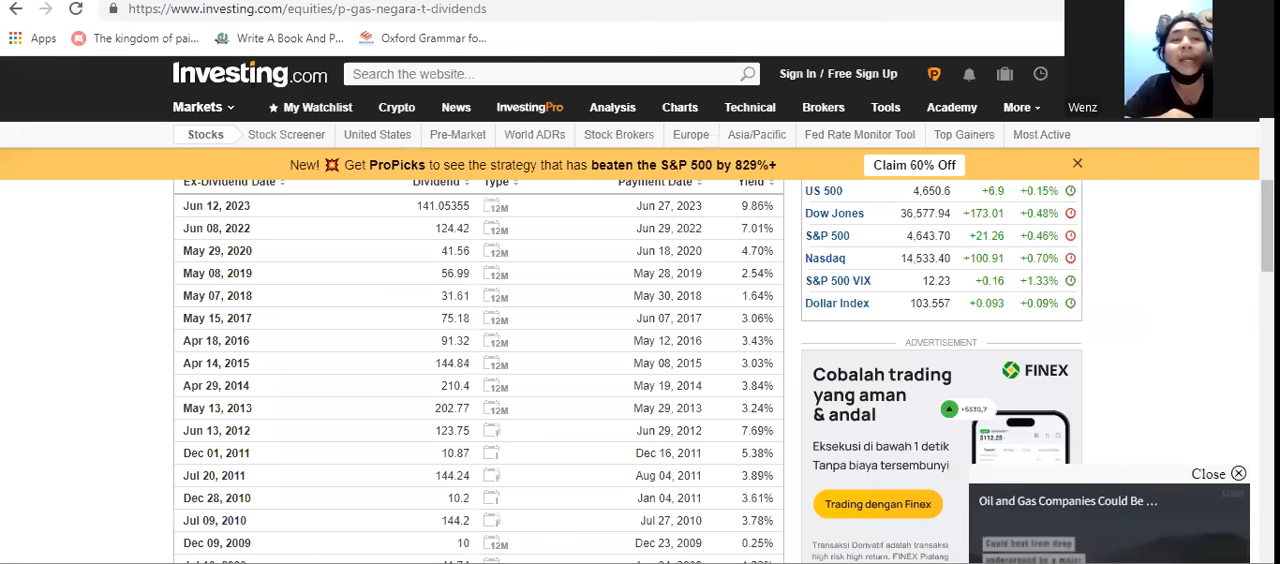 https://www.investing.com/equities/p-gas-negara-t-dividends
Apps The kingdom of pai... Write A Book And P... Oxford Grammar fo...
Investing.com Search the website... Sign In / Free Sign Up
Markets My Watchlist Crypto News InvestingPro Analysis Charts Technical Brokers Tools Academy More Wenz
Stocks Stock Screener United States Pre-Market World ADRs Stock Brokers Europe Asia/Pacific Fed Rate Monitor Tool Top Gainers Most Active
New! Get ProPicks to see the strategy that has beaten the S&P 500 by 829%+ Claim 60% Off
Ex-Dividend Date Dividend Type Payment Date Yield
Jun 12, 2023 141.05355 12M Jun 27, 2023 9.86%
Jun 08, 2022 124.42 12M Jun 29, 2022 7.01%
May 29, 2020 41.56 12M Jun 18, 2020 4.70%
May 08, 2019 56.99 12M May 28, 2019 2.54%
May 07, 2018 31.61 12M May 30, 2018 1.64%
May 15, 2017 75.18 12M Jun 07, 2017 3.06%
Apr 18, 2016 91.32 12M May 12, 2016 3.43%
Apr 14, 2015 144.84 12M May 08, 2015 3.03%
Apr 29, 2014 210.4 12M May 19, 2014 3.84%
May 13, 2013 202.77 12M May 29, 2013 3.24%
Jun 13, 2012 123.75 F Jun 29, 2012 7.69%
Dec 01, 2011 10.87 I Dec 16, 2011 5.38%
Jul 20, 2011 144.24 F Aug 04, 2011 3.89%
Dec 28, 2010 10.2 I Jan 04, 2011 3.61%
Jul 09, 2010 144.2 F Jul 27, 2010 3.78%
Dec 09, 2009 10 12M Dec 23, 2009 0.25%
US 500 4,650.6 +6.9 +0.15%
Dow Jones 36,577.94 +173.01 +0.48%
S&P 500 4,643.70 +21.26 +0.46%
Nasdaq 14,533.40 +100.91 +0.70%
S&P 500 VIX 12.23 +0.16 +1.33%
Dollar Index 103.557 +0.093 +0.09%
ADVERTISEMENT
FINEX
Cobalah trading
yang aman
& andal
Eksekusi di bawah 1 detik
Tanpa biaya tersembunyi
Trading dengan Finex
Transaksi Derivatif adalah transaksi
high risk high return. FINEX Pialang
Close
Oil and Gas Companies Could Be ...
Could heat from deep
underground be a major